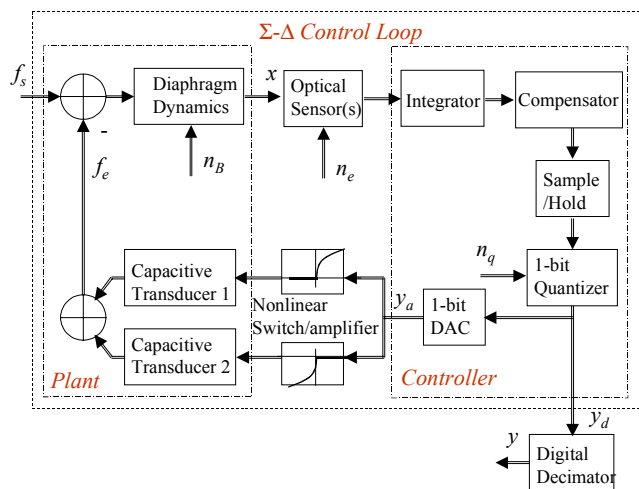 Σ-Δ Control Loop
f_s
Diaphragm
Dynamics
x
Optical
Sensor(s)
Integrator
Compensator
-
f_e
n_B
n_e
Sample
/Hold
n_q
1-bit
Quantizer
Capacitive
Transducer 1
Nonlinear
Switch/amplifier
y_a
1-bit
DAC
Capacitive
Transducer 2
Plant
Controller
y_d
y
Digital
Decimator